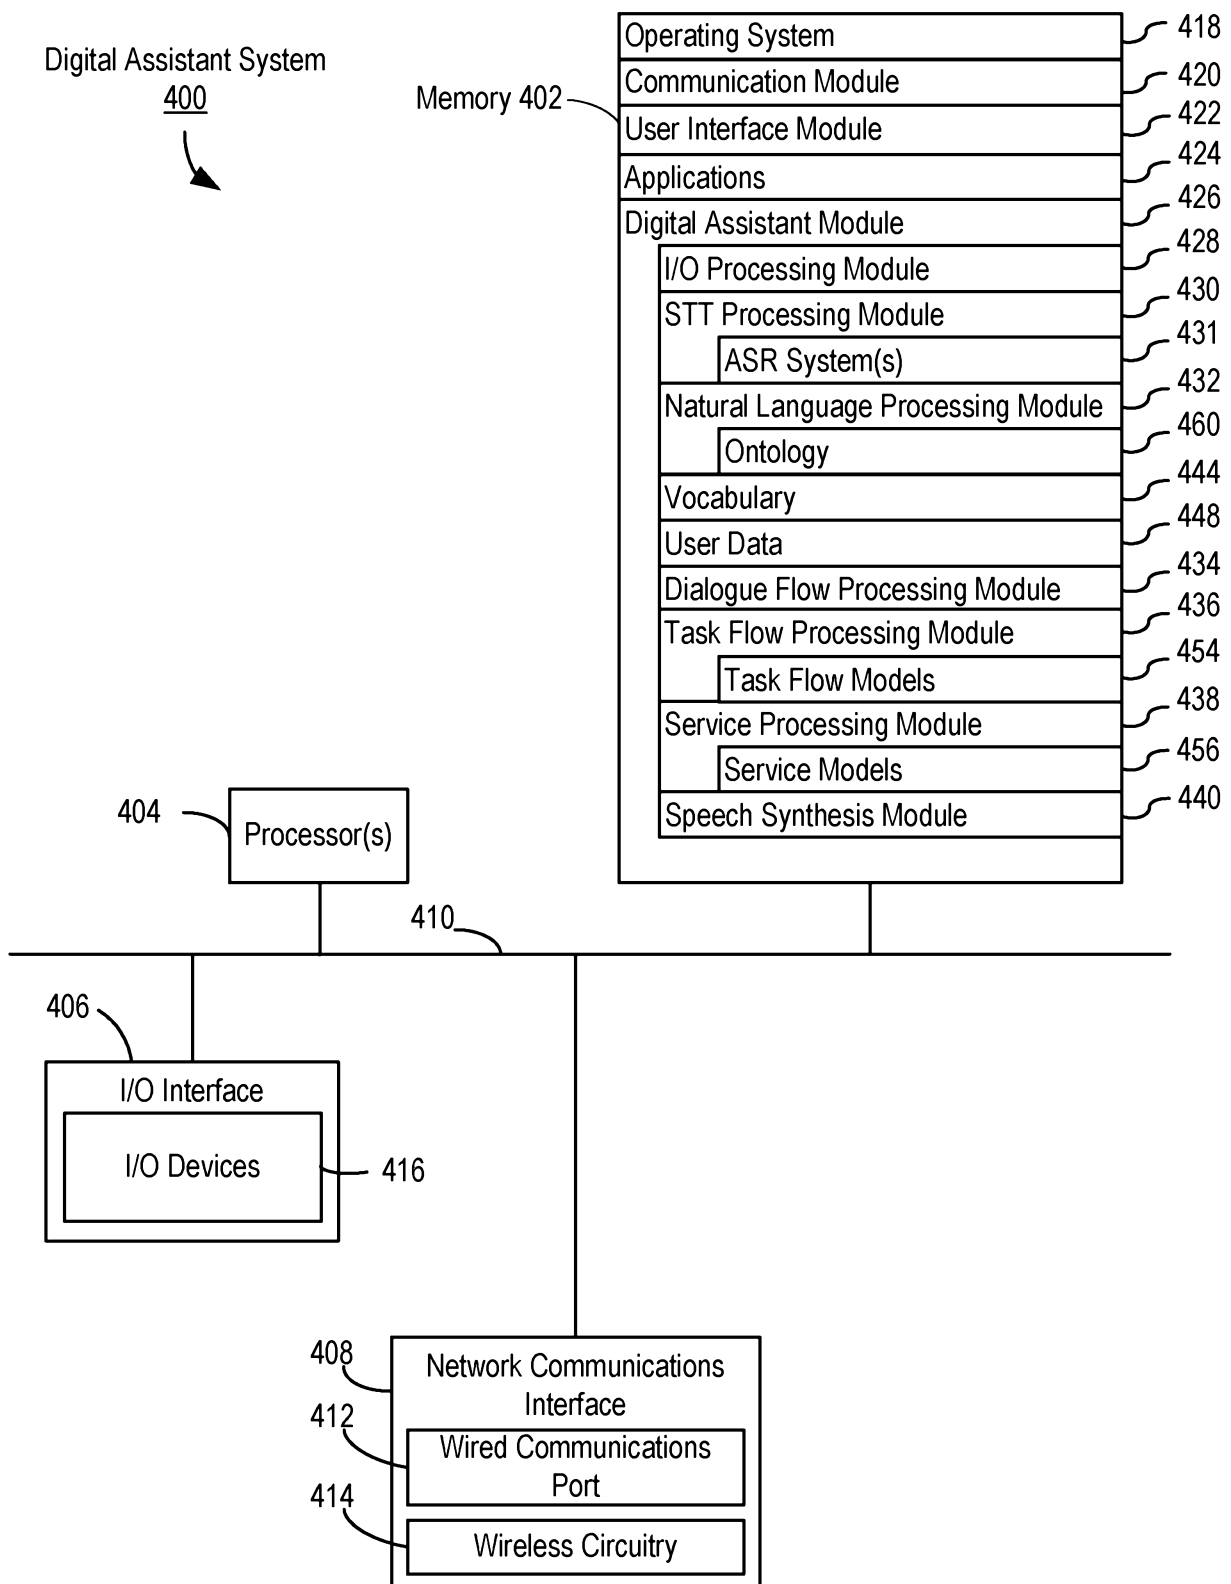 Digital Assistant System
400
Memory 402
Operating System 418
Communication Module 420
User Interface Module 422
Applications 424
Digital Assistant Module 426
I/O Processing Module 428
STT Processing Module 430
ASR System(s) 431
Natural Language Processing Module 432
Ontology 460
Vocabulary 444
User Data 448
Dialogue Flow Processing Module 434
Task Flow Processing Module 436
Task Flow Models 454
Service Processing Module 438
Service Models 456
Speech Synthesis Module 440
404
Processor(s)
410
406
I/O Interface
I/O Devices
416
408
Network Communications
Interface
412
Wired Communications
Port
414
Wireless Circuitry